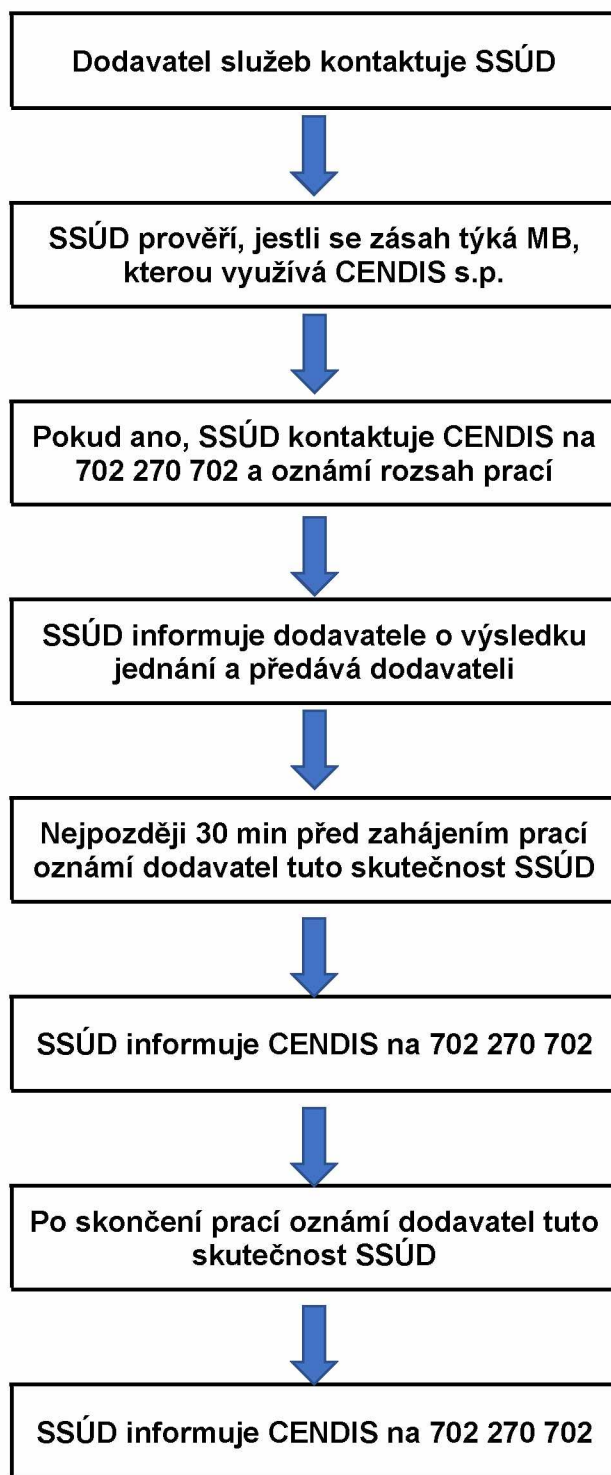 Dodavatel služeb kontaktuje SSÚD
SSÚD prověří, jestli se zásah týká MB,
kterou využívá CENDIS s.p.
Pokud ano, SSÚD kontaktuje CENDIS na
702 270 702 a oznámí rozsah prací
SSÚD informuje dodavatele o výsledku
jednání a předává dodavateli
Nejpozději 30 min před zahájením prací
oznámí dodavatel tuto skutečnost SSÚD
SSÚD informuje CENDIS na 702 270 702
Po skončení prací oznámí dodavatel tuto
skutečnost SSÚD
SSÚD informuje CENDIS na 702 270 702